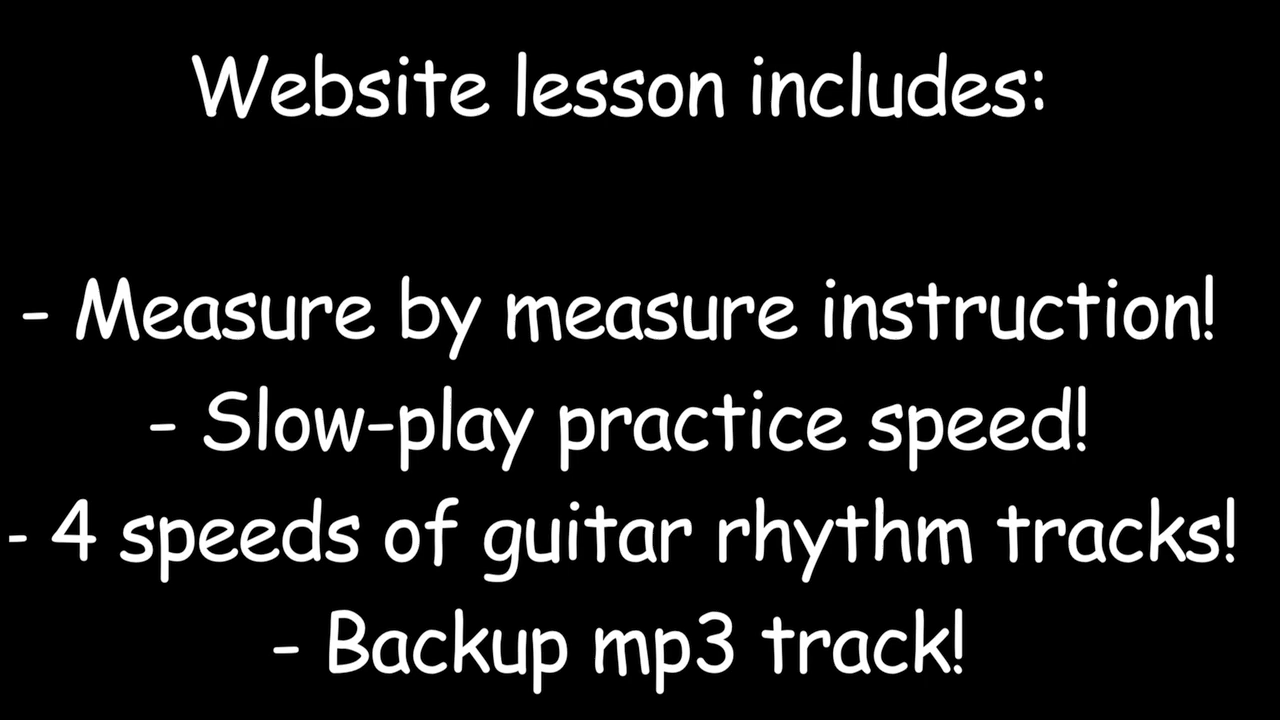 Website lesson includes:
- Measure by measure instruction!
- Slow-play practice speed!
- 4 speeds of guitar rhythm tracks!
- Backup mp3 track!